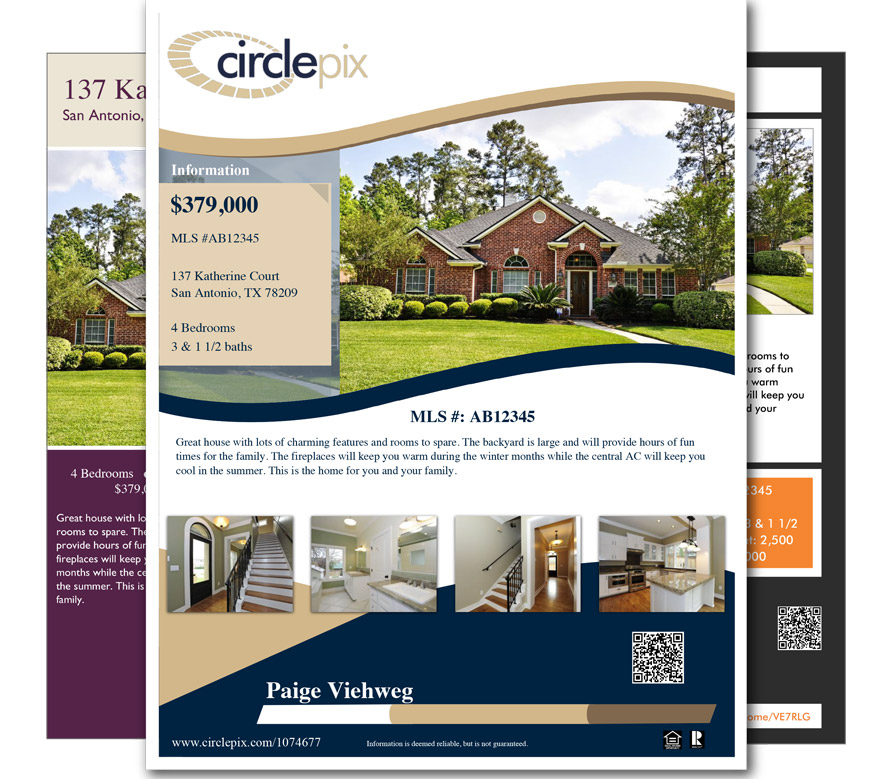 circlepix
Information
$379,000
MLS #AB12345
137 Katherine Court
San Antonio, TX 78209
4 Bedrooms
3 & 1 1/2 baths
MLS #: AB12345
Great house with lots of charming features and rooms to spare. The backyard is large and will provide hours of fun
times for the family. The fireplaces will keep you warm during the winter months while the central AC will keep you
cool in the summer. This is the home for you and your family.
Paige Viehweg
www.circlepix.com/1074677
Information is deemed reliable, but is not guaranteed.
137 Ka
San Antonio,
4 Bedrooms
$379,
Great house with lo
rooms to spare. The
provide hours of fun
fireplaces will keep
months while the ce
the summer. This is
family.
rooms to
urs of fun
warm
will keep you
d your
2345
3 & 1 1/2
t: 2,500
000
ome/VE7RLG